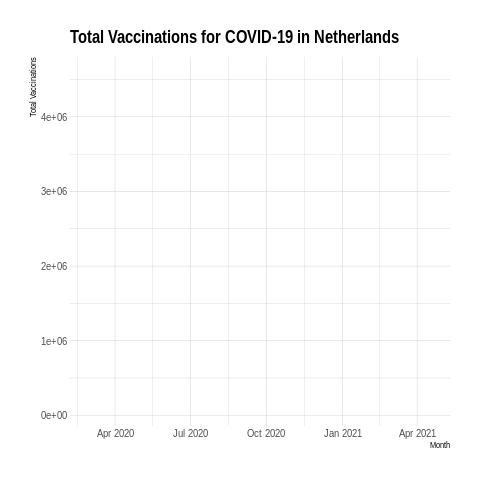 Total Vaccinations for COVID-19 in Netherlands
Total Vaccinations
4e+06
3e+06
2e+06
1e+06
0e+00
Apr 2020 Jul 2020 Oct 2020 Jan 2021 Apr 2021
Month